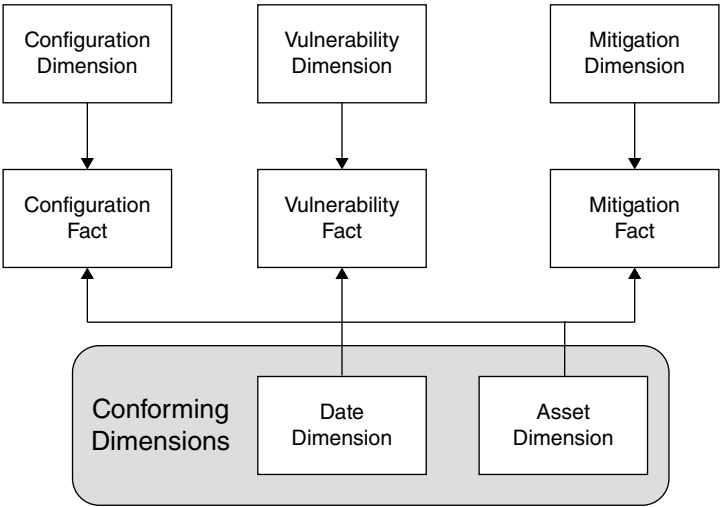 Configuration
Dimension
Vulnerability
Dimension
Mitigation
Dimension
Configuration
Fact
Vulnerability
Fact
Mitigation
Fact
Conforming
Dimensions
Date
Dimension
Asset
Dimension